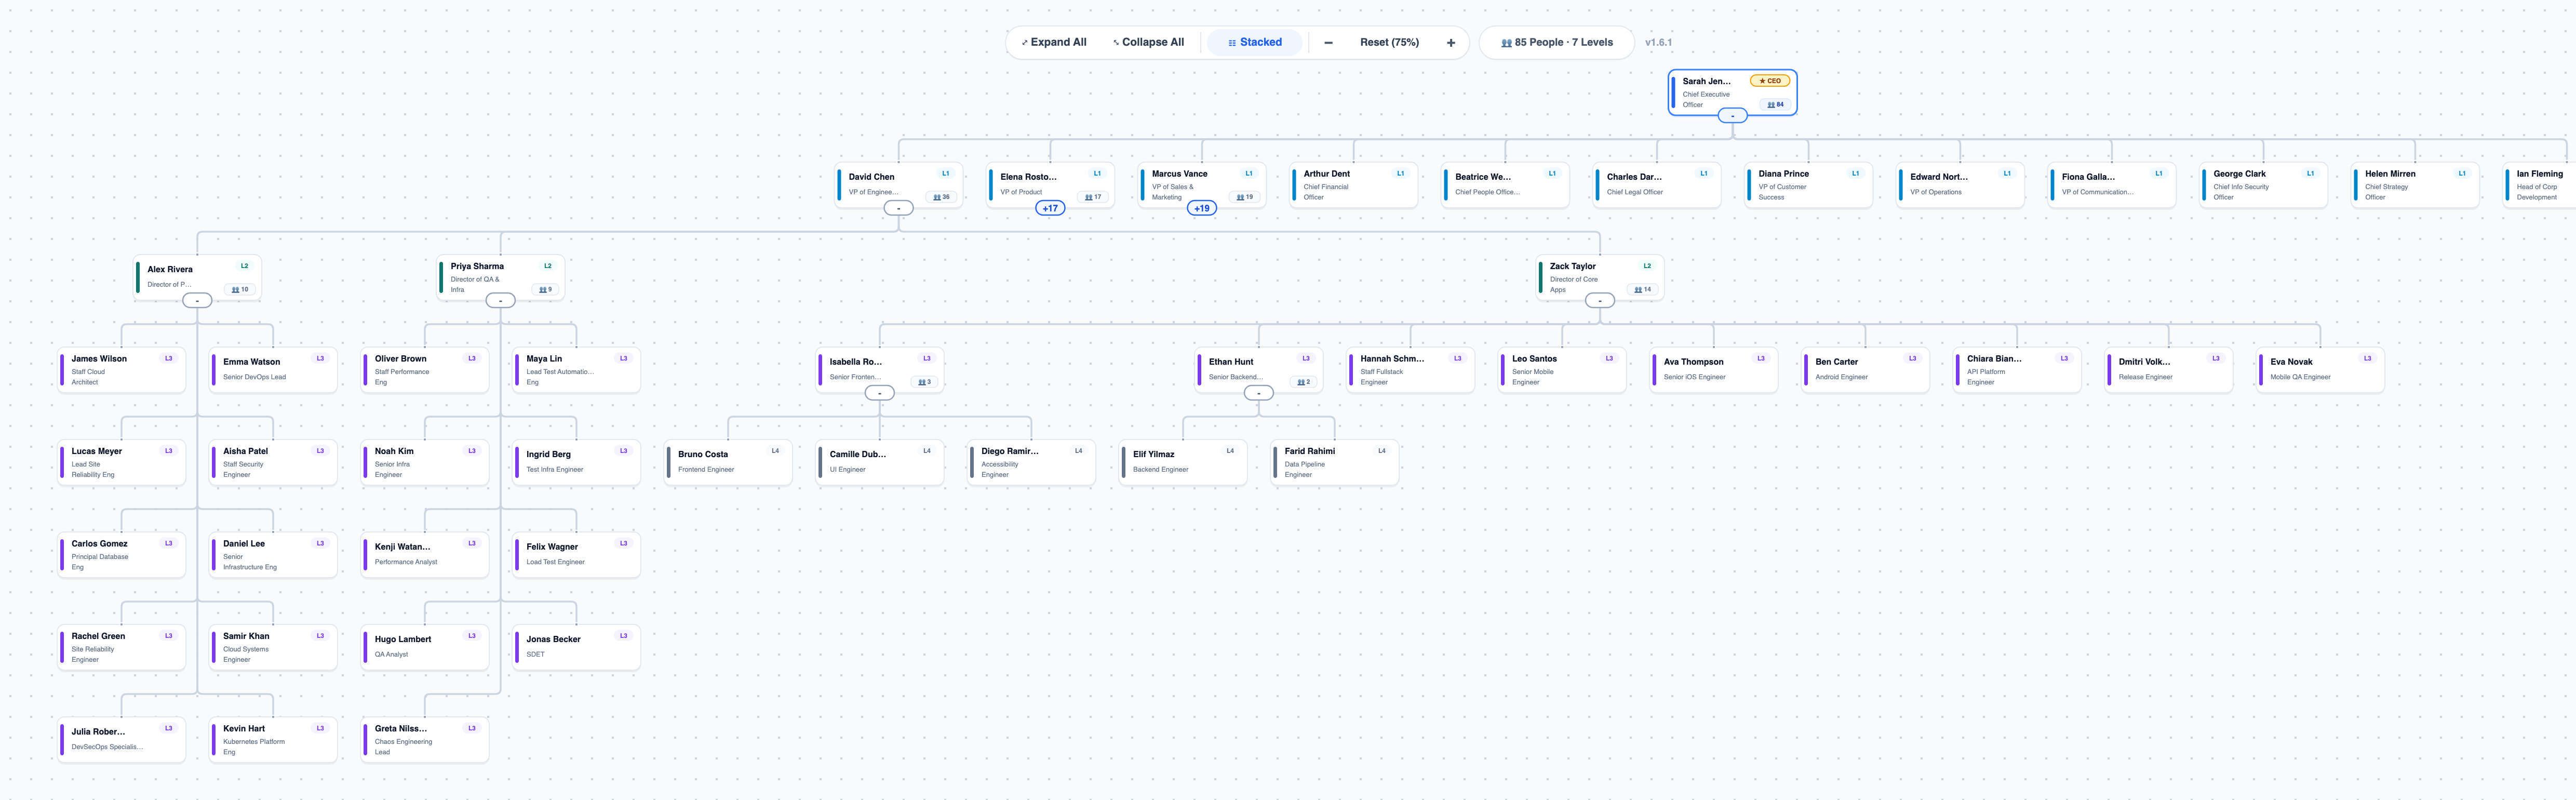 Expand All
Collapse All
Stacked
Reset (75%)
85 People · 7 Levels
v1.6.1
Sarah Jen...
★ CEO
Chief Executive
Officer
84
-
David Chen
L1
VP of Enginee...
36
-
Elena Rosto...
L1
VP of Product
17
+17
Marcus Vance
L1
VP of Sales &
Marketing
19
+19
Arthur Dent
L1
Chief Financial
Officer
Beatrice We...
L1
Chief People Office...
Charles Dar...
L1
Chief Legal Officer
Diana Prince
L1
VP of Customer
Success
Edward Nort...
L1
VP of Operations
Fiona Galla...
L1
VP of Communication...
George Clark
L1
Chief Info Security
Officer
Helen Mirren
L1
Chief Strategy
Officer
Ian Fleming
Head of Corp
Development
Alex Rivera
L2
Director of P...
10
-
Priya Sharma
L2
Director of QA &
Infra
9
-
Zack Taylor
L2
Director of Core
Apps
14
-
James Wilson
L3
Staff Cloud
Architect
Emma Watson
L3
Senior DevOps Lead
Oliver Brown
L3
Staff Performance
Eng
Maya Lin
L3
Lead Test Automatio...
Eng
Isabella Ro...
L3
Senior Fronten...
3
-
Ethan Hunt
L3
Senior Backend...
2
-
Hannah Schm...
L3
Staff Fullstack
Engineer
Leo Santos
L3
Senior Mobile
Engineer
Ava Thompson
L3
Senior iOS Engineer
Ben Carter
L3
Android Engineer
Chiara Bian...
L3
API Platform
Engineer
Dmitri Volk...
L3
Release Engineer
Eva Novak
L3
Mobile QA Engineer
Lucas Meyer
L3
Lead Site
Reliability Eng
Aisha Patel
L3
Staff Security
Engineer
Noah Kim
L3
Senior Infra
Engineer
Ingrid Berg
L3
Test Infra Engineer
Bruno Costa
L4
Frontend Engineer
Camille Dub...
L4
UI Engineer
Diego Ramir...
L4
Accessibility
Engineer
Elif Yilmaz
L4
Backend Engineer
Farid Rahimi
L4
Data Pipeline
Engineer
Carlos Gomez
L3
Principal Database
Eng
Daniel Lee
L3
Senior
Infrastructure Eng
Kenji Watan...
L3
Performance Analyst
Felix Wagner
L3
Load Test Engineer
Rachel Green
L3
Site Reliability
Engineer
Samir Khan
L3
Cloud Systems
Engineer
Hugo Lambert
L3
QA Analyst
Jonas Becker
L3
SDET
Julia Rober...
L3
DevSecOps Specialis...
Kevin Hart
L3
Kubernetes Platform
Eng
Greta Nilss...
L3
Chaos Engineering
Lead